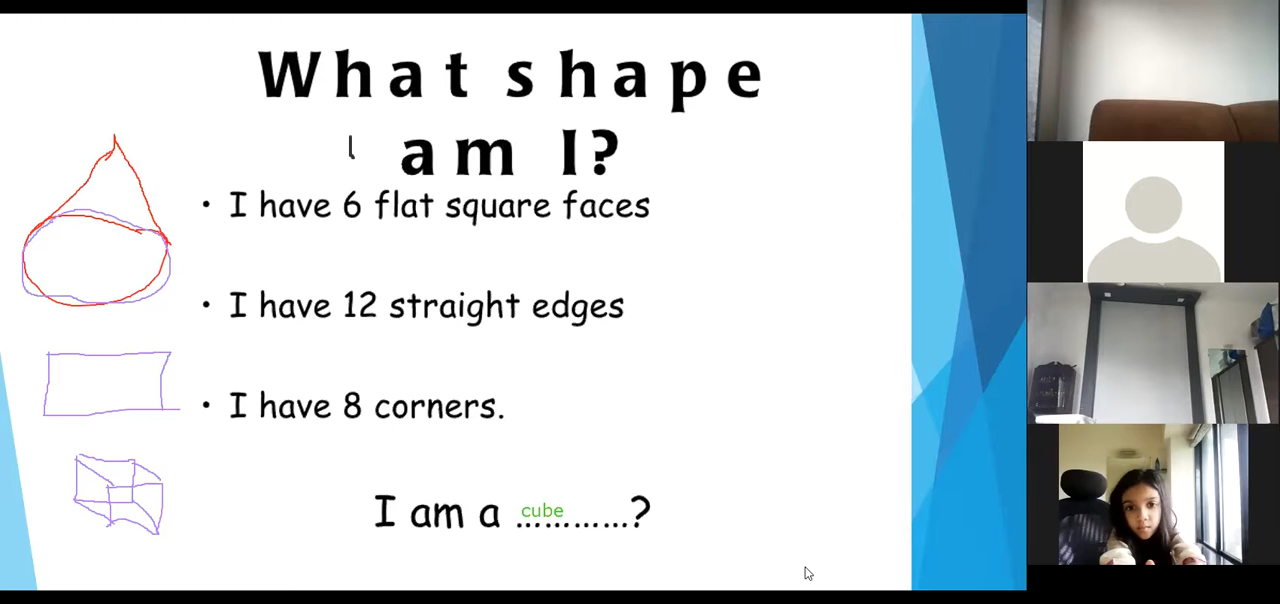 What shape
am I?
• I have 6 flat square faces
• I have 12 straight edges
• I have 8 corners.
I am a cube............?